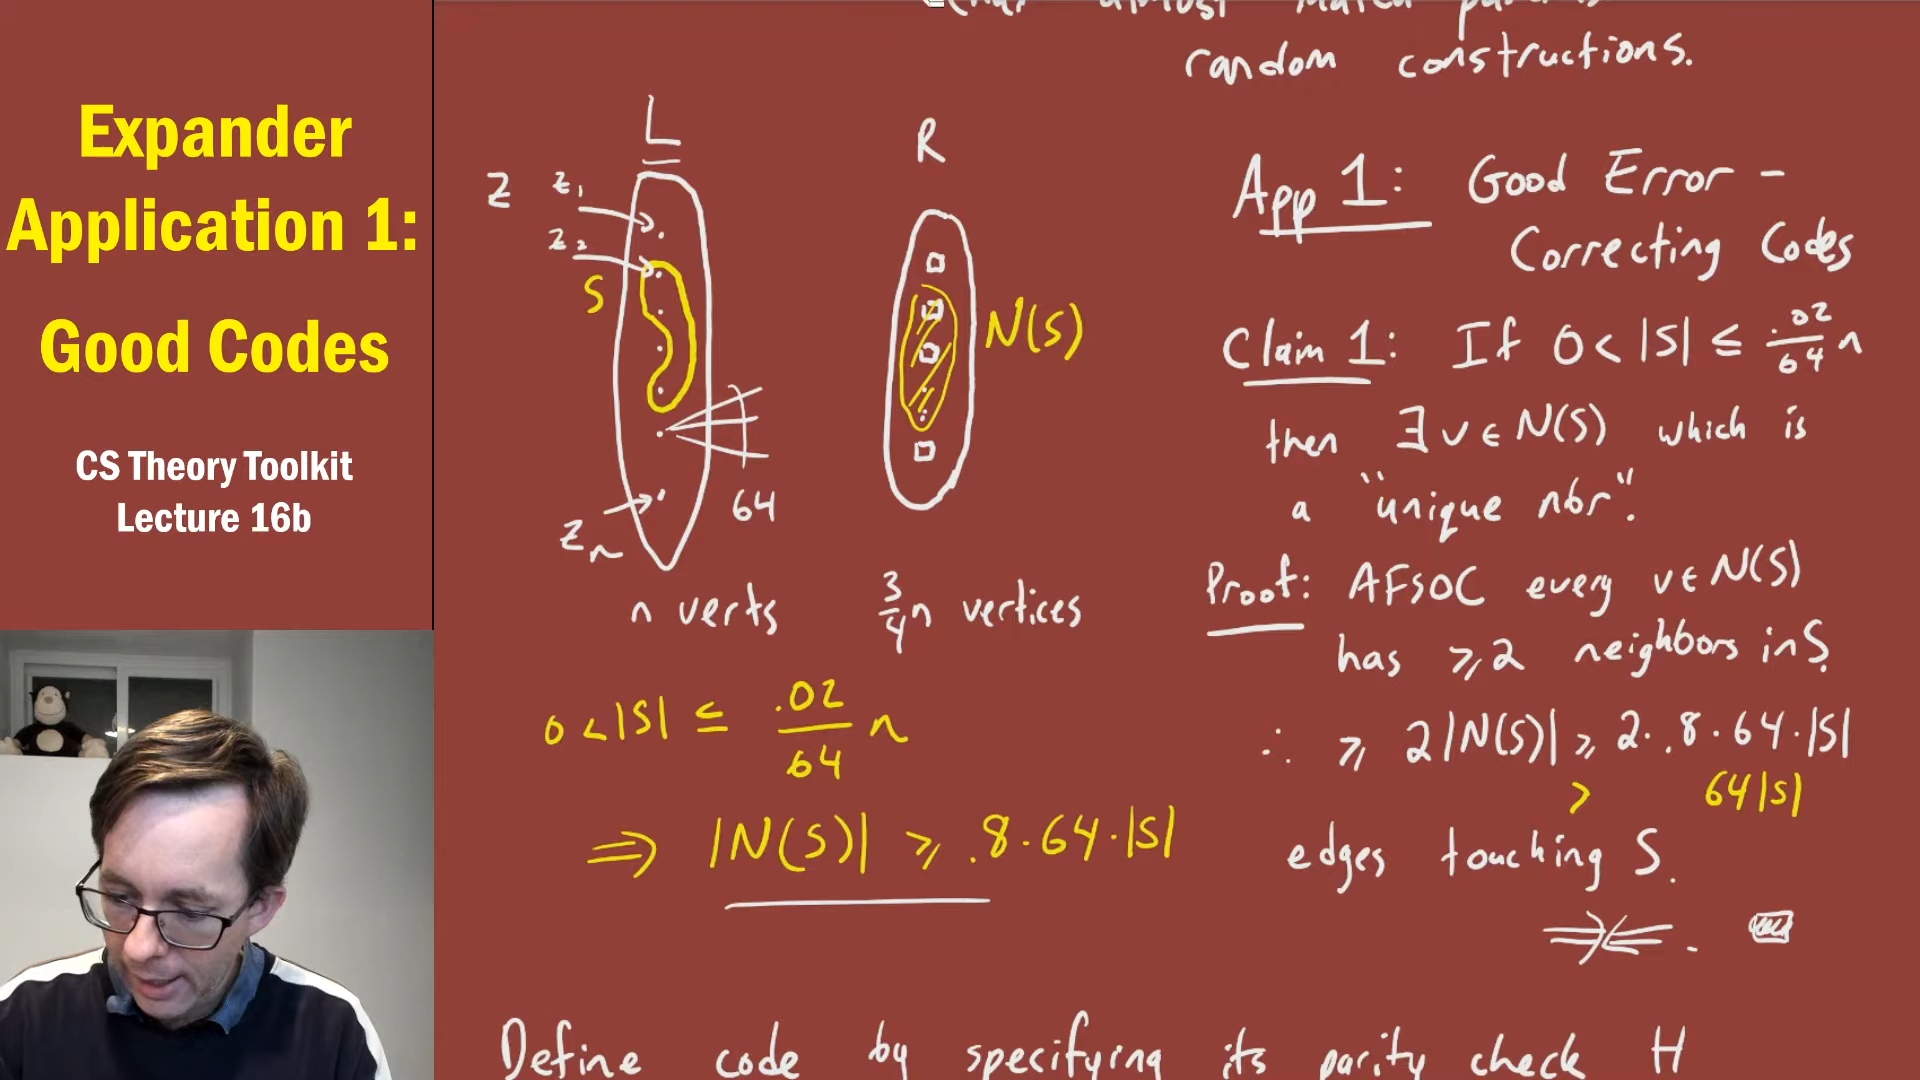 Expander
Application 1:
Good Codes
CS Theory Toolkit
Lecture 16b
almost
random constructions.
L
R
z z₁
z₂
S
N(S)
64
zₙ
n verts
3/4 n vertices
0 < |S| ≤ .02/64 n
⇒ |N(S)| ≥ .8·64·|S|
App 1: Good Error-
Correcting Codes
Claim 1: If 0 < |S| ≤ .02/64 n
then ∃ v ∈ N(S) which is
a "unique nbr".
Proof: AFSOC every v ∈ N(S)
has ≥ 2 neighbors in S.
∴ ≥ 2|N(S)| ≥ 2·.8·64·|S|
> 64|S|
edges touching S.
⇒⇐.
Define code by specifying its parity check H